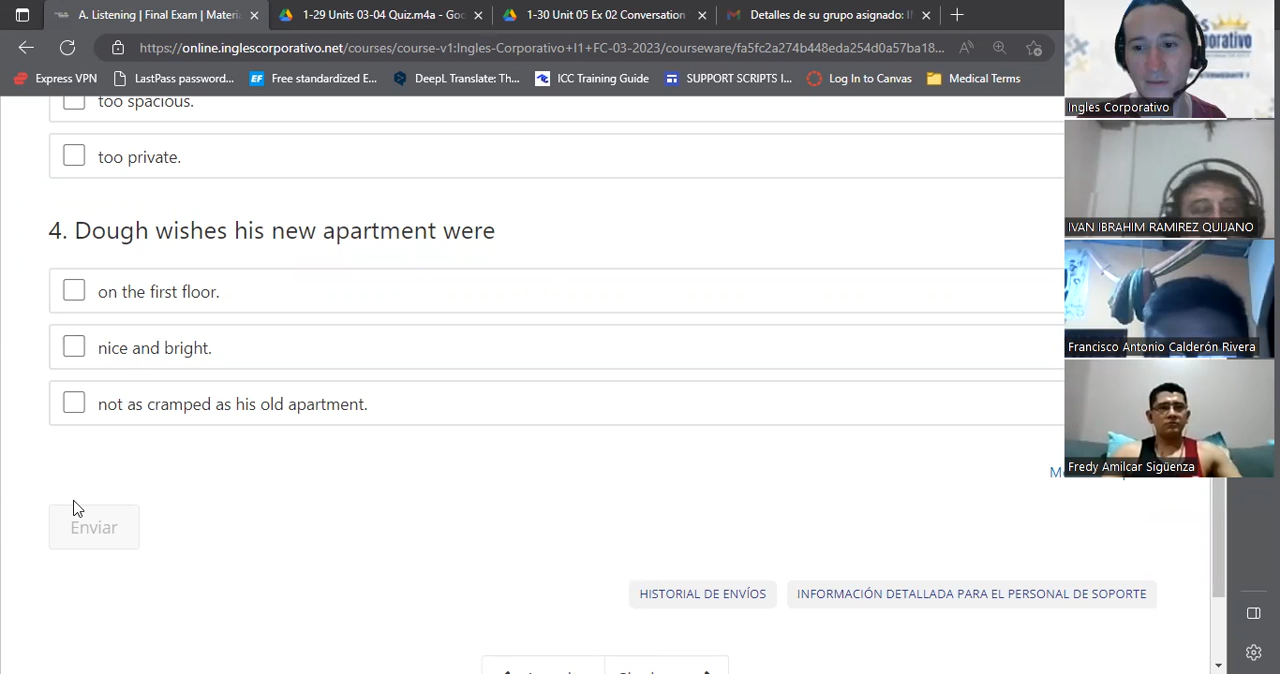 A. Listening | Final Exam | Materi
1-29 Units 03-04 Quiz.m4a - Goo
1-30 Unit 05 Ex 02 Conversation
Detalles de su grupo asignado: I
https://online.inglescorporativo.net/courses/course-v1:Ingles-Corporativo+I1+FC-03-2023/courseware/fa5fc2a274b448eda254d0a57ba18...
Express VPN
LastPass password...
EF Free standardized E...
DeepL Translate: Th...
ICC Training Guide
SUPPORT SCRIPTS I...
Log In to Canvas
Medical Terms
too spacious.
too private.
4. Dough wishes his new apartment were
on the first floor.
nice and bright.
not as cramped as his old apartment.
Enviar
HISTORIAL DE ENVÍOS
INFORMACIÓN DETALLADA PARA EL PERSONAL DE SOPORTE
Ingles Corporativo
IVAN IBRAHIM RAMIREZ QUIJANO
Francisco Antonio Calderón Rivera
Fredy Amilcar Sigüenza